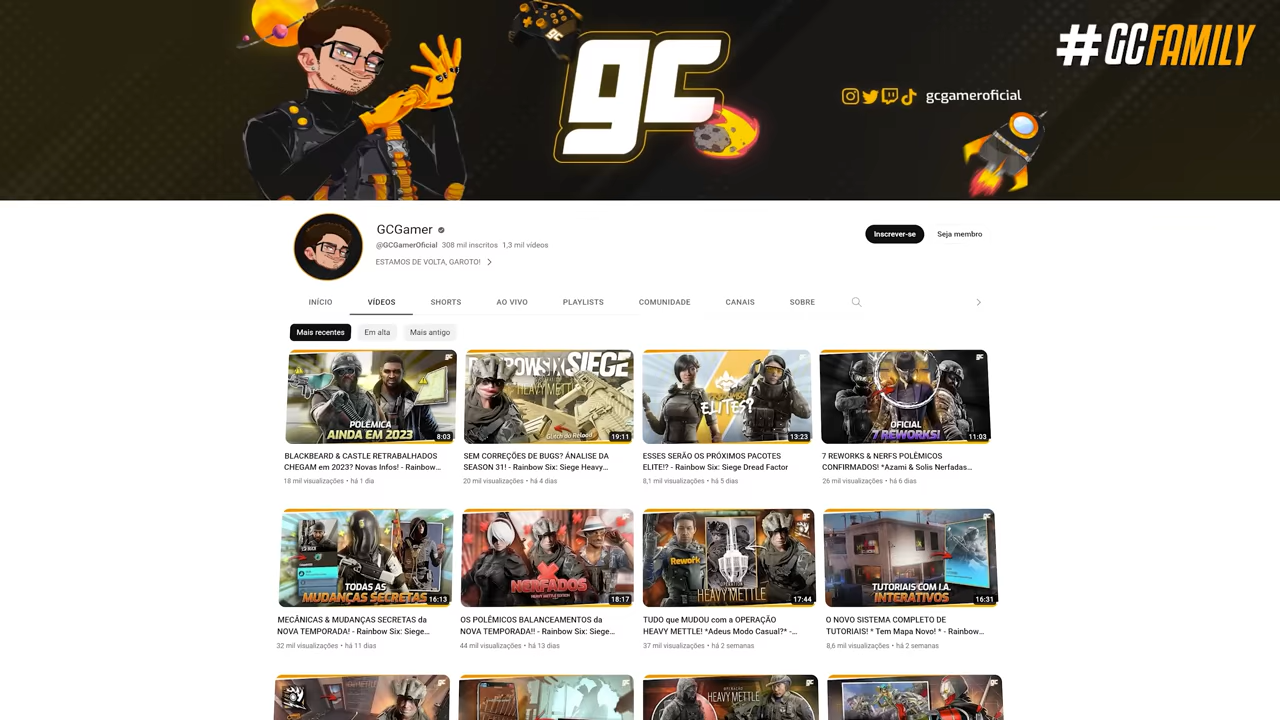 #GCFAMILY
gc
gcgameroficial
GCGamer
@GCGamerOficial 308 mil inscritos 1,3 mil vídeos
ESTAMOS DE VOLTA, GAROTO!
Inscrever-se
Seja membro
INÍCIO VÍDEOS SHORTS AO VIVO PLAYLISTS COMUNIDADE CANAIS SOBRE
Mais recentes Em alta Mais antigo
POLÊMICA
AINDA EM 2023
8:03
BLACKBEARD & CASTLE RETRABALHADOS
CHEGAM em 2023? Novas Infos! - Rainbow...
18 mil visualizações • há 1 dia
SIEGE
HEAVY METTLE
Glitch do Reload
19:11
SEM CORREÇÕES DE BUGS? ÁNALISE DA
SEASON 31! - Rainbow Six: Siege Heavy...
20 mil visualizações • há 4 dias
ELITES?
13:23
ESSES SERÃO OS PRÓXIMOS PACOTES
ELITE!? - Rainbow Six: Siege Dread Factor
8,1 mil visualizações • há 5 dias
OFICIAL
7 REWORKS!
11:03
7 REWORKS & NERFS POLÊMICOS
CONFIRMADOS! *Azami & Solis Nerfadas...
26 mil visualizações • há 6 dias
TODAS AS
MUDANÇAS SECRETAS
16:13
MECÂNICAS & MUDANÇAS SECRETAS da
NOVA TEMPORADA! - Rainbow Six: Siege...
32 mil visualizações • há 11 dias
NERFADOS
HEAVY METTLE EDITION
18:17
OS POLÊMICOS BALANCEAMENTOS da
NOVA TEMPORADA!! - Rainbow Six: Siege...
44 mil visualizações • há 13 dias
Rework
HEAVY METTLE
17:44
TUDO que MUDOU com a OPERAÇÃO
HEAVY METTLE! *Adeus Modo Casual?* -...
37 mil visualizações • há 2 semanas
TUTORIAIS COM I.A.
INTERATIVOS
16:31
O NOVO SISTEMA COMPLETO DE
TUTORIAIS! * Tem Mapa Novo! * - Rainbow...
8,6 mil visualizações • há 2 semanas
HEAVY METTLE